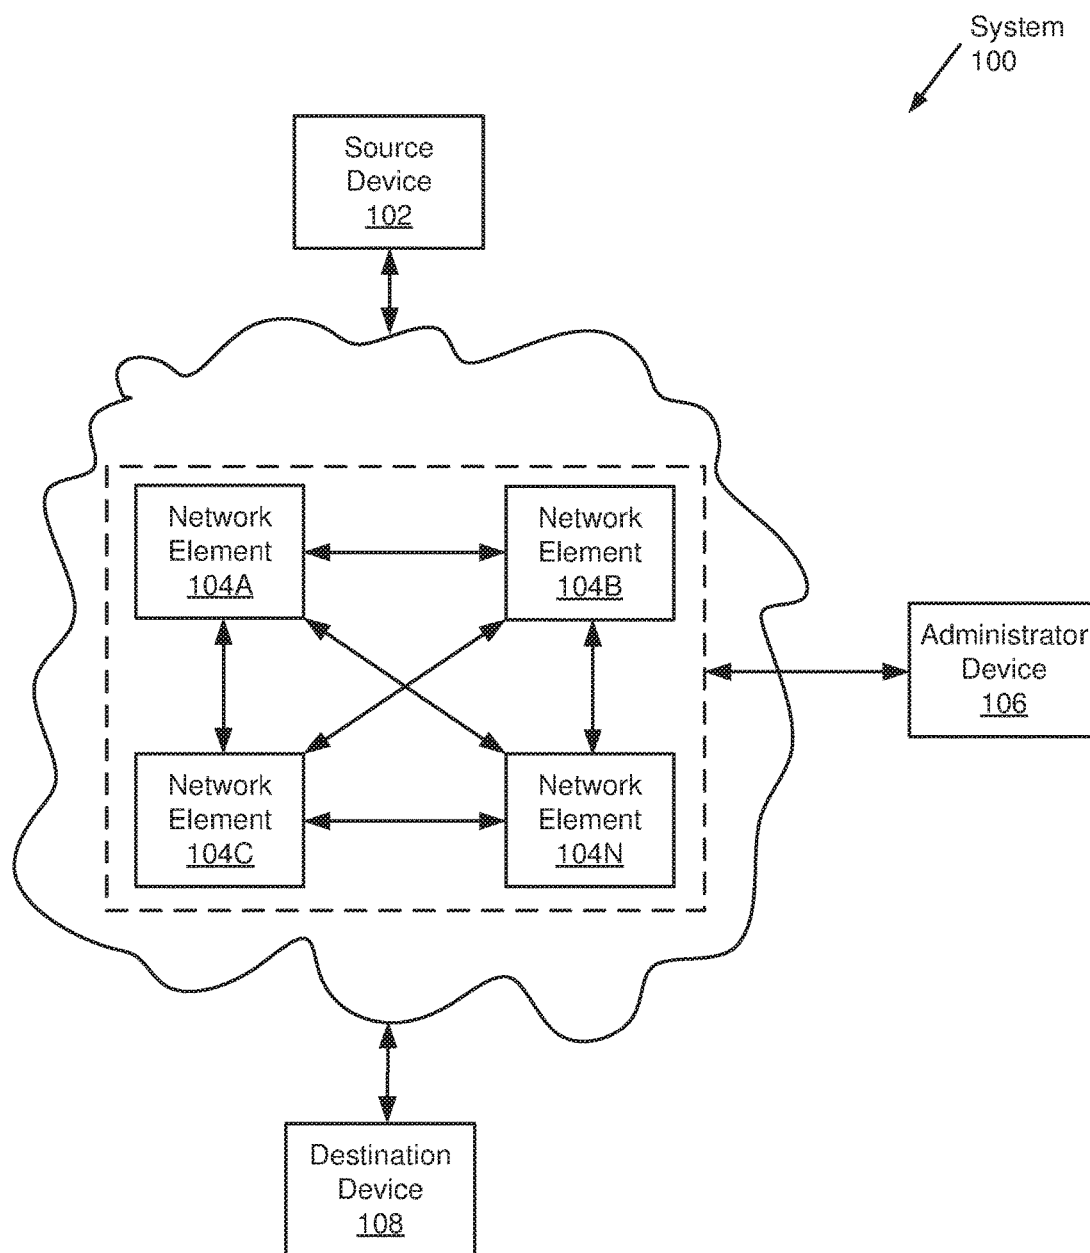 System
100
Source
Device
102
Network
Element
104A
Network
Element
104B
Administrator
Device
106
Network
Element
104C
Network
Element
104N
Destination
Device
108